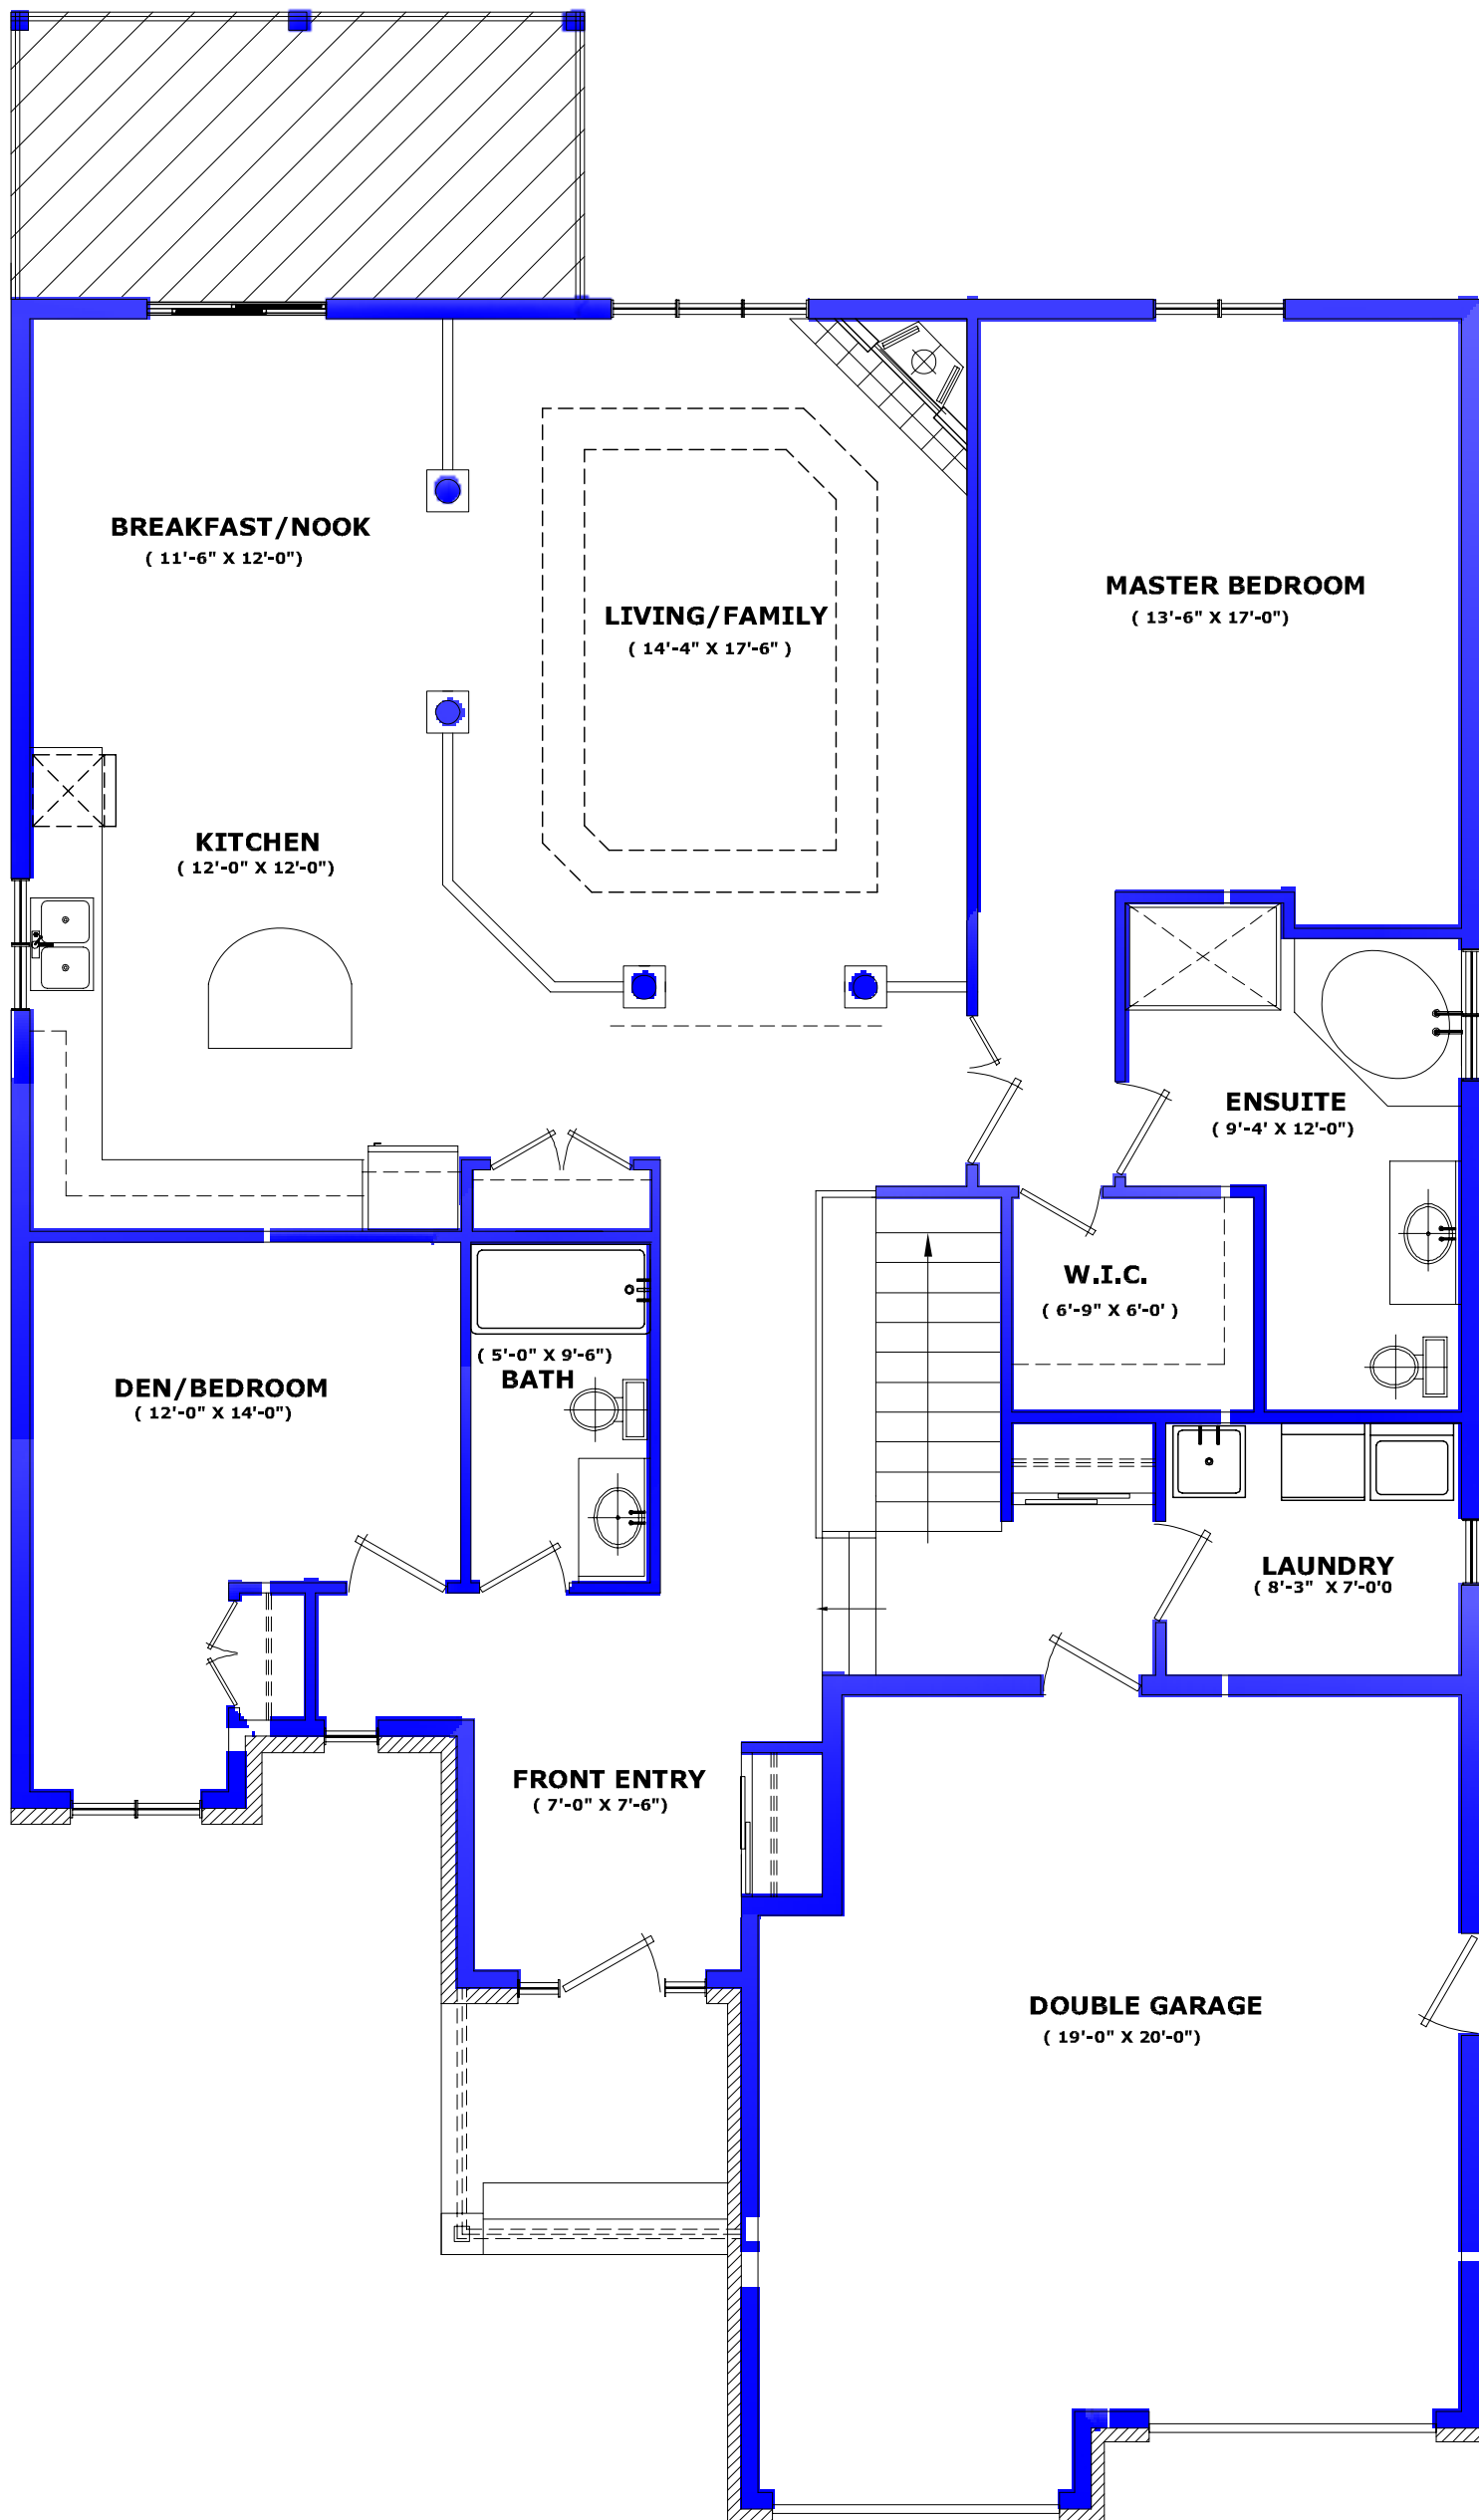 BREAKFAST/NOOK
( 11'-6" X 12'-0")
MASTER BEDROOM
( 13'-6" X 17'-0")
LIVING/FAMILY
( 14'-4" X 17'-6" )
KITCHEN
( 12'-0" X 12'-0")
ENSUITE
( 9'-4' X 12'-0")
W.I.C.
( 6'-9" X 6'-0' )
( 5'-0" X 9'-6")
BATH
DEN/BEDROOM
( 12'-0" X 14'-0")
LAUNDRY
( 8'-3" X 7'-0'0
FRONT ENTRY
( 7'-0" X 7'-6")
DOUBLE GARAGE
( 19'-0" X 20'-0")